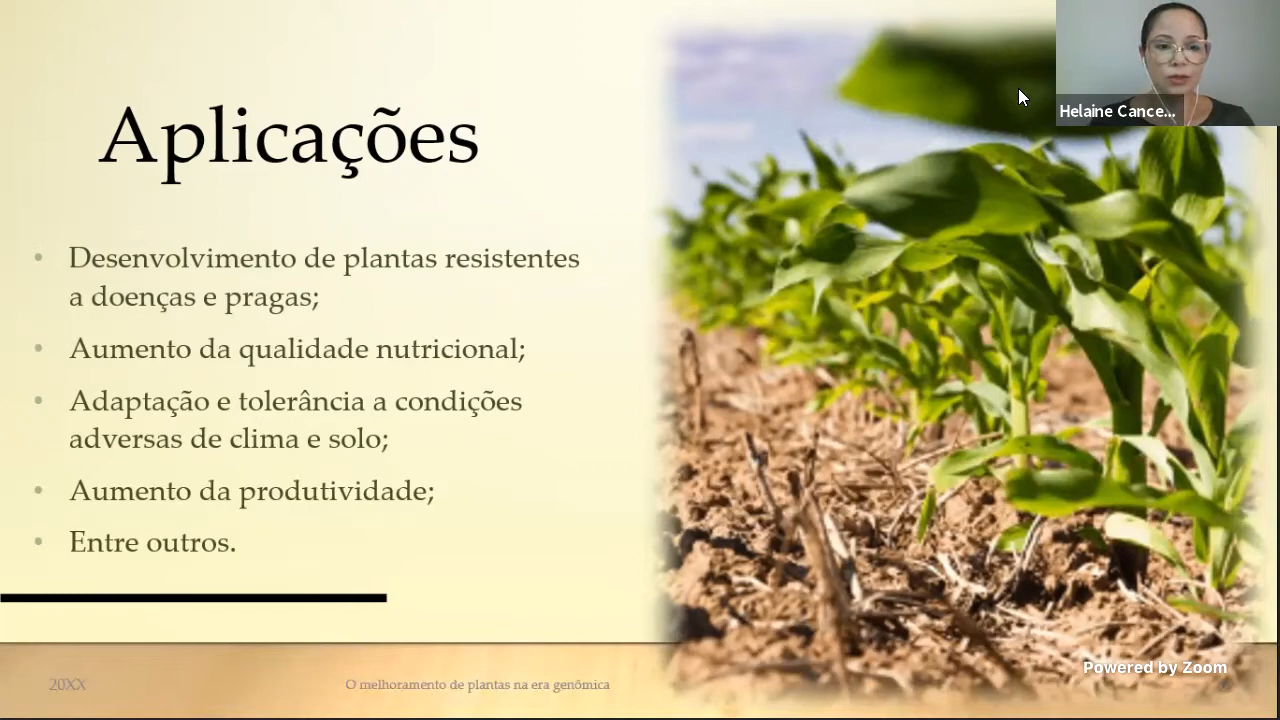 Aplicações
Helaine Cance...
• Desenvolvimento de plantas resistentes
a doenças e pragas;
• Aumento da qualidade nutricional;
• Adaptação e tolerância a condições
adversas de clima e solo;
• Aumento da produtividade;
• Entre outros.
Powered by Zoom
20XX
O melhoramento de plantas na era genômica